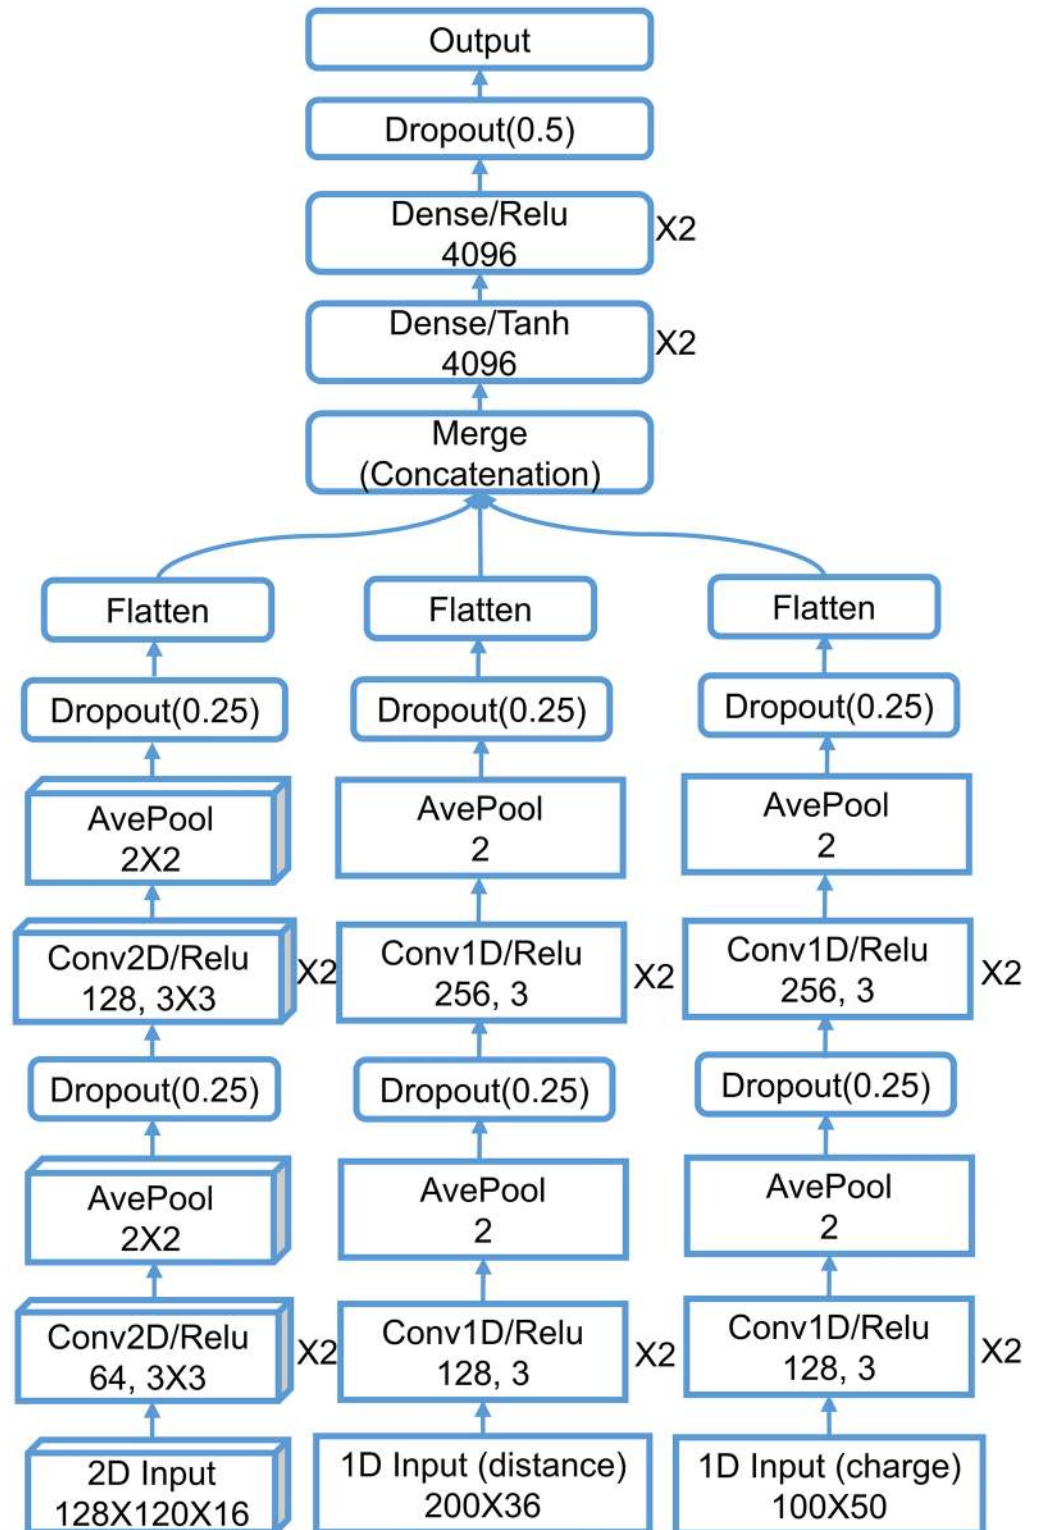 Output
Dropout(0.5)
Dense/Relu
4096
X2
Dense/Tanh
4096
X2
Merge
(Concatenation)
Flatten
Flatten
Flatten
Dropout(0.25)
Dropout(0.25)
Dropout(0.25)
AvePool
2X2
AvePool
2
AvePool
2
Conv2D/Relu
128, 3X3
X2
Conv1D/Relu
256, 3
X2
Conv1D/Relu
256, 3
X2
Dropout(0.25)
Dropout(0.25)
Dropout(0.25)
AvePool
2X2
AvePool
2
AvePool
2
Conv2D/Relu
64, 3X3
X2
Conv1D/Relu
128, 3
X2
Conv1D/Relu
128, 3
X2
2D Input
128X120X16
1D Input (distance)
200X36
1D Input (charge)
100X50